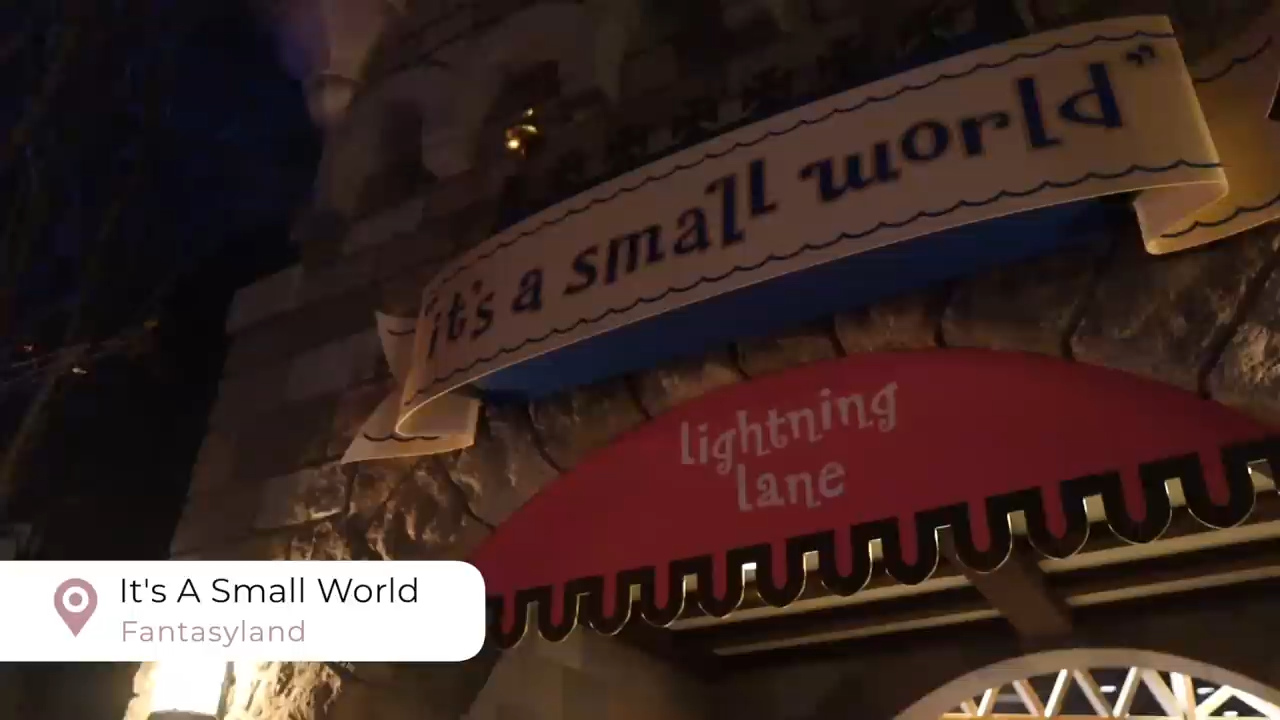 "it's a small world"
lightning
lane
It's A Small World
Fantasyland